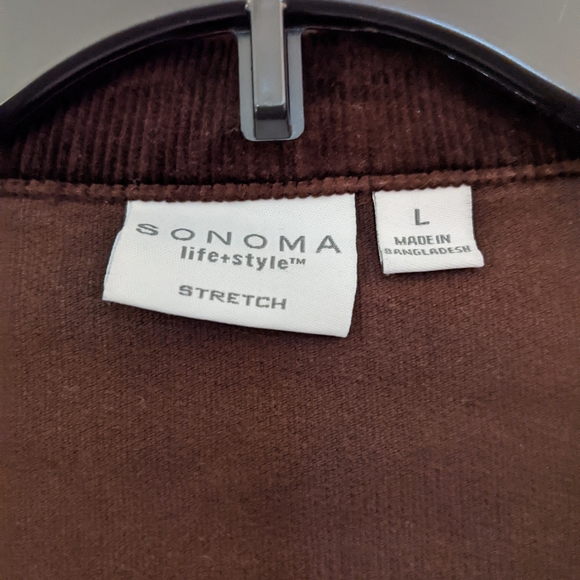 SONOMA
life+style™
STRETCH
L
MADE IN
BANGLADESH